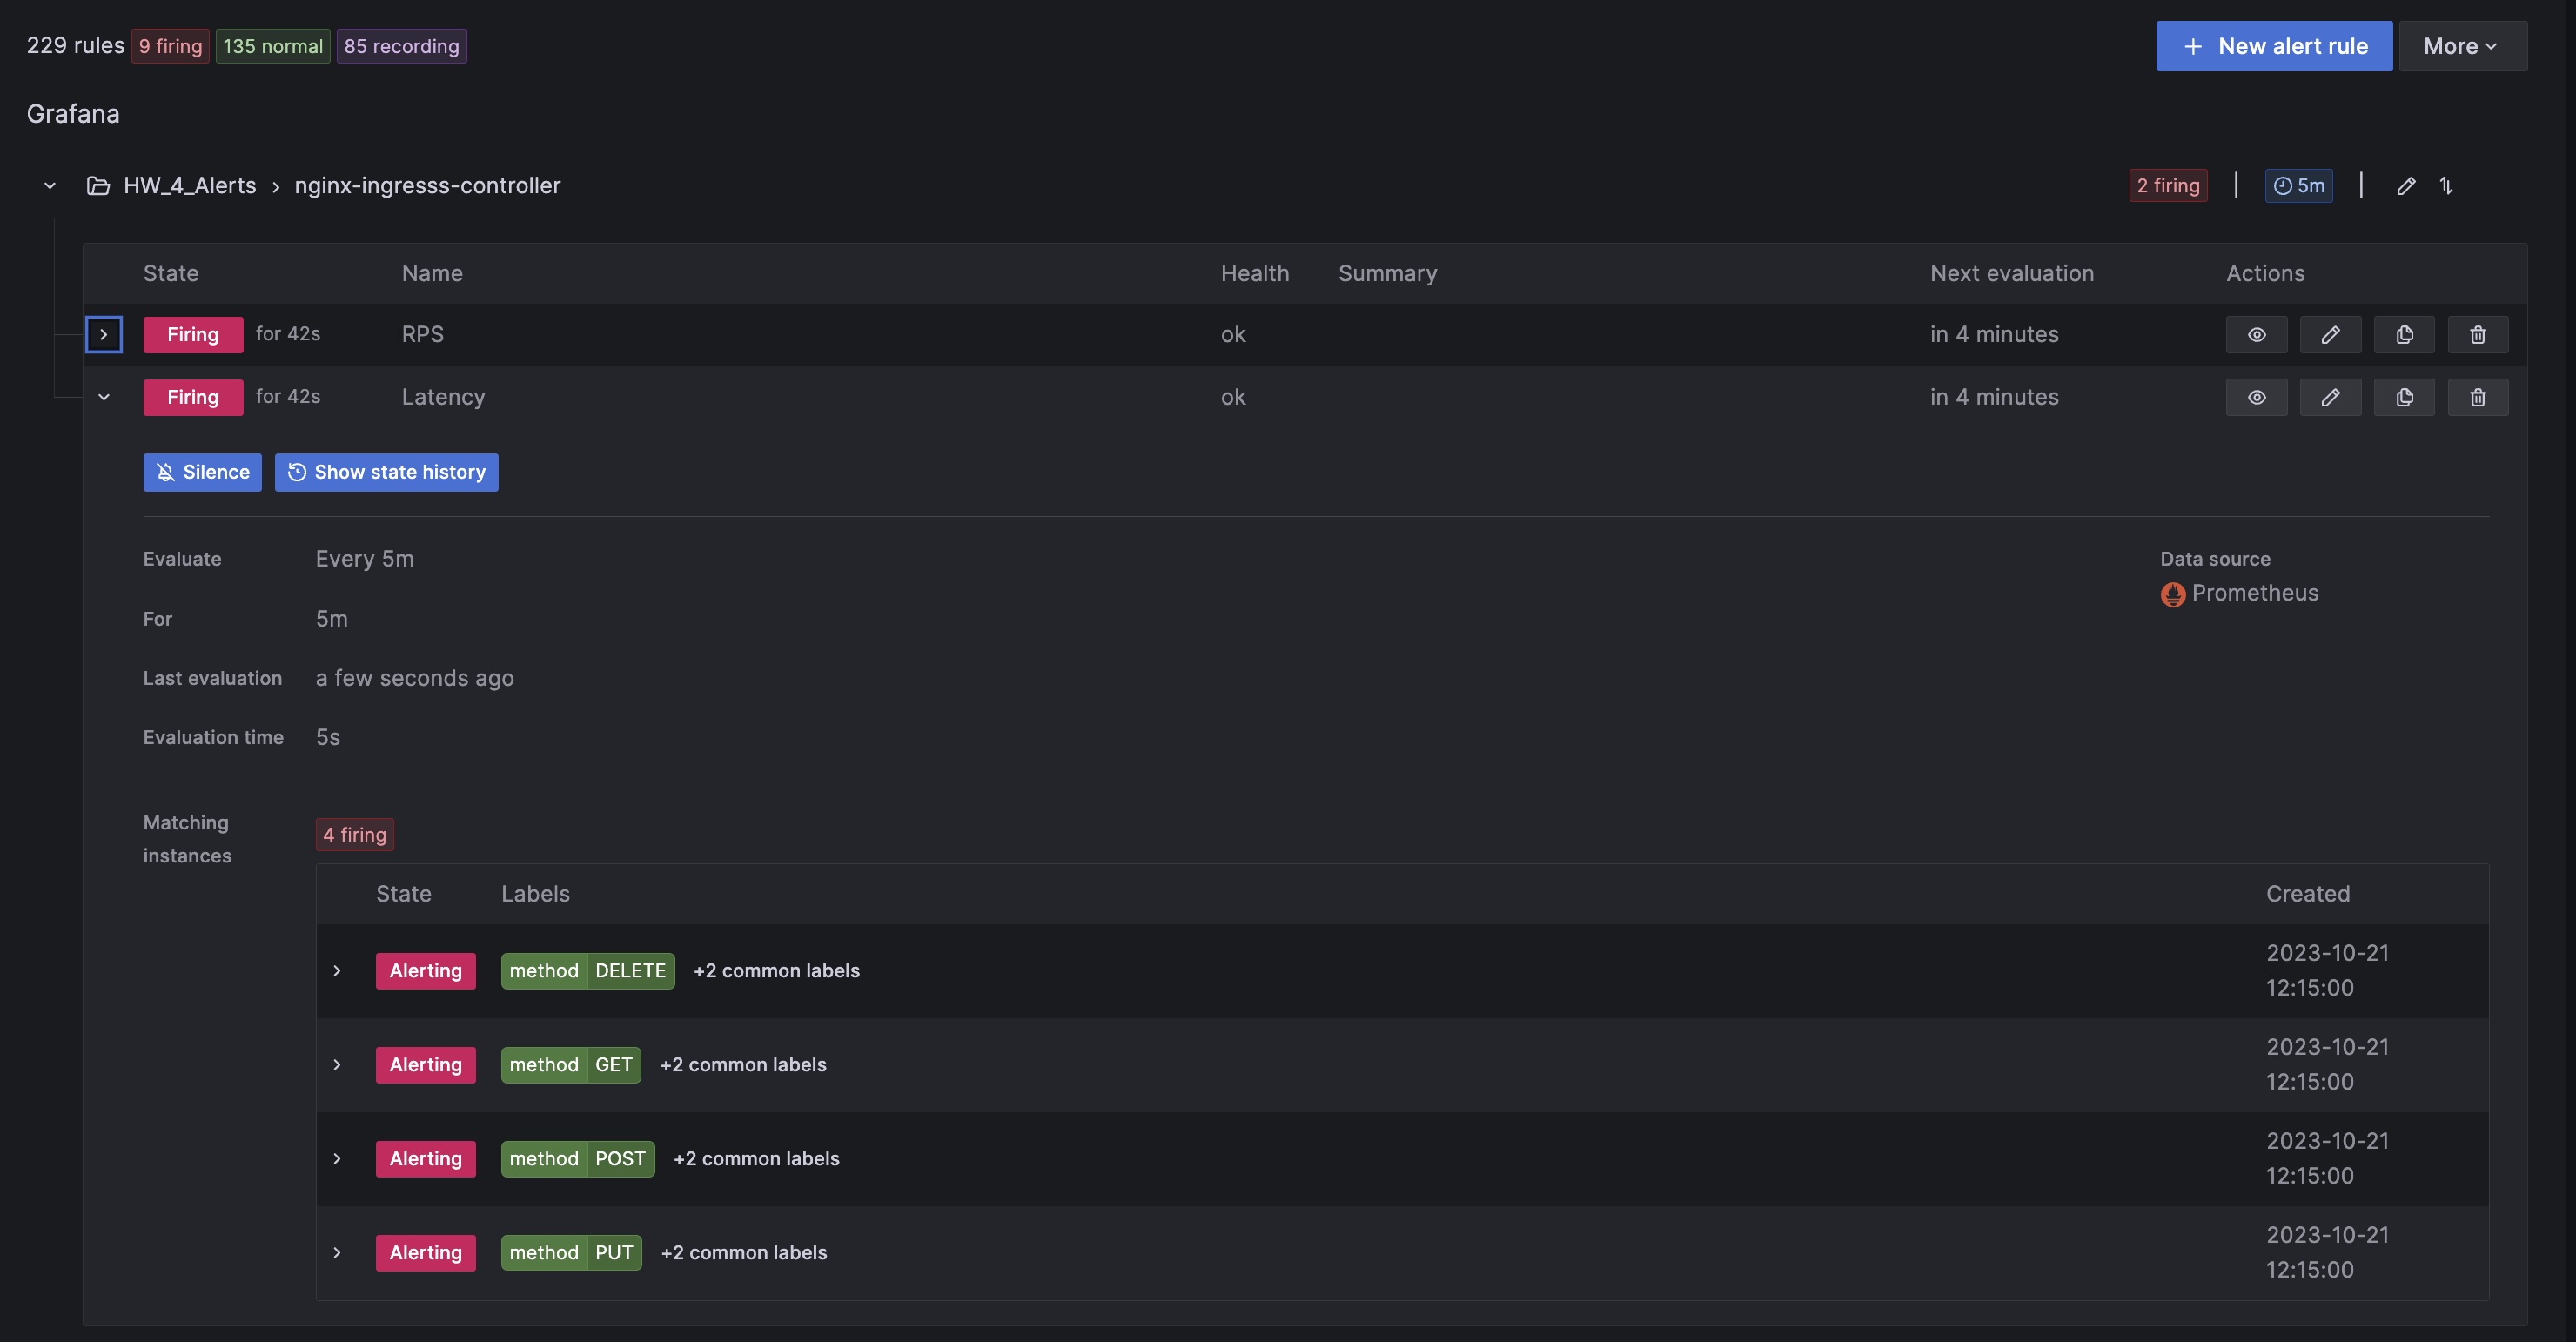 229 rules 9 firing 135 normal 85 recording + New alert rule More
Grafana
HW_4_Alerts > nginx-ingresss-controller 2 firing | 5m |
State Name Health Summary Next evaluation Actions
Firing for 42s RPS ok in 4 minutes
Firing for 42s Latency ok in 4 minutes
Silence Show state history
Evaluate Every 5m Data source
Prometheus
For 5m
Last evaluation a few seconds ago
Evaluation time 5s
Matching
instances
4 firing
State Labels Created
Alerting method DELETE +2 common labels 2023-10-21
12:15:00
Alerting method GET +2 common labels 2023-10-21
12:15:00
Alerting method POST +2 common labels 2023-10-21
12:15:00
Alerting method PUT +2 common labels 2023-10-21
12:15:00